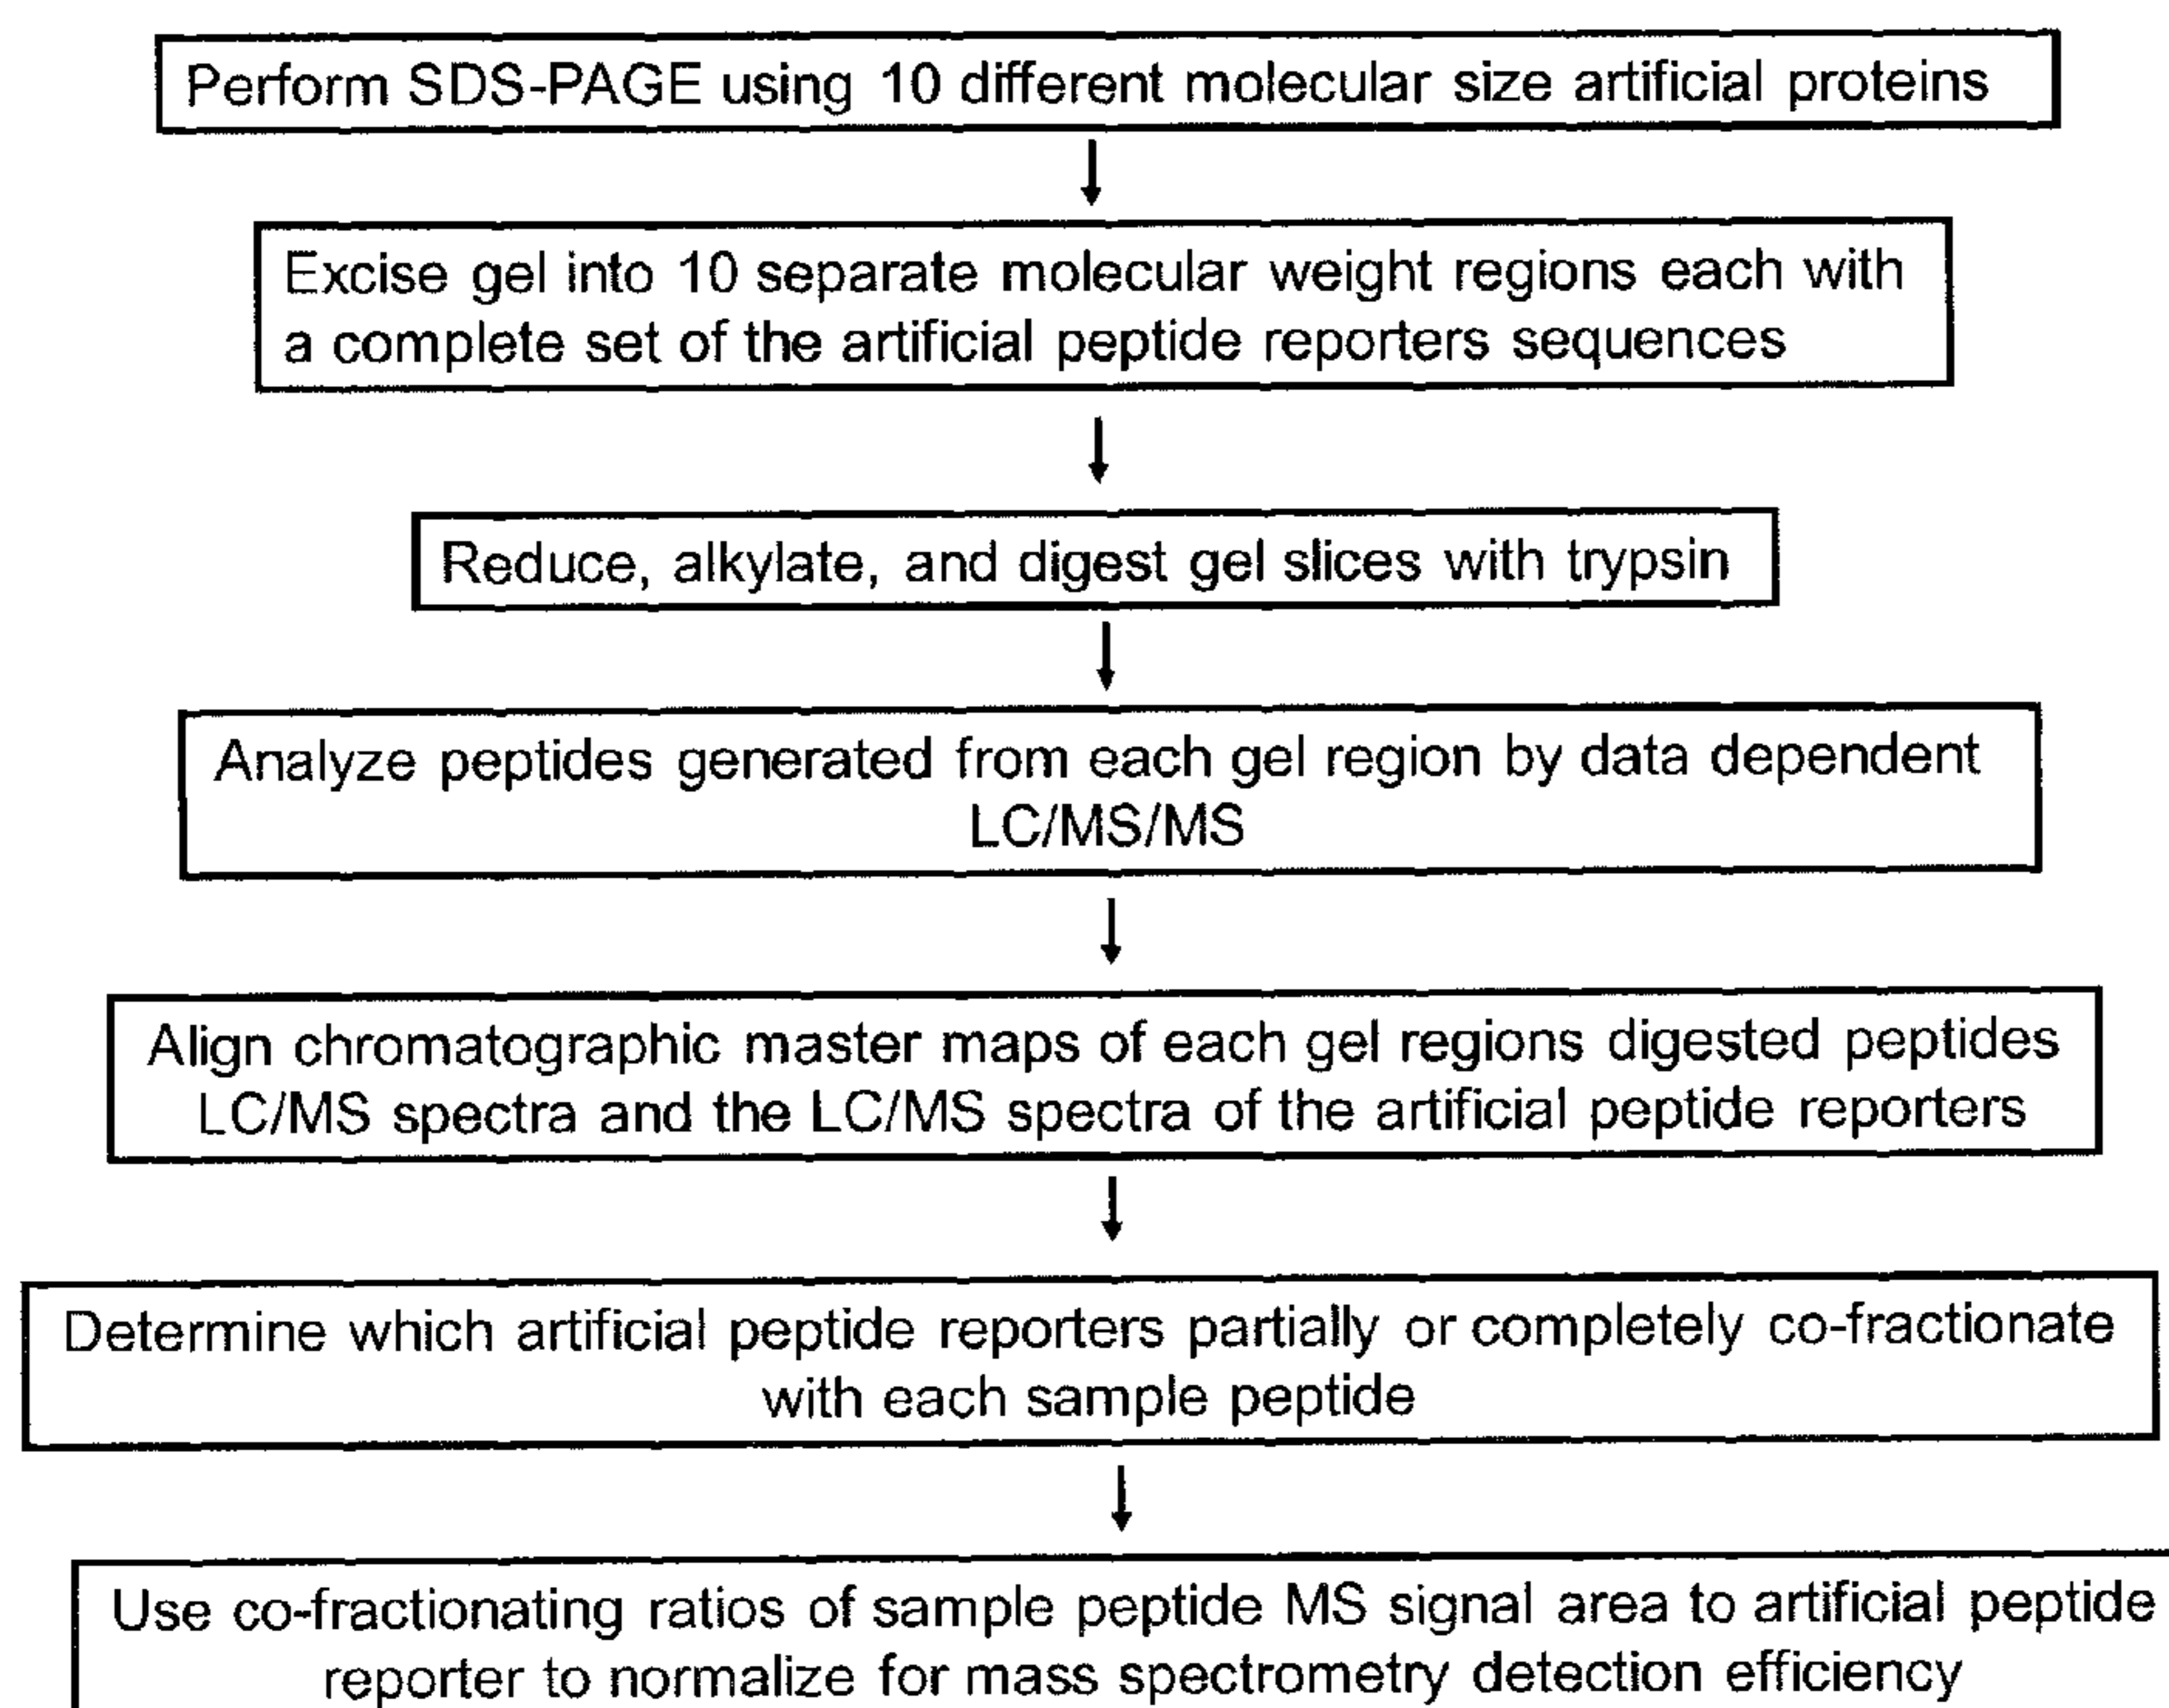 Perform SDS-PAGE using 10 different molecular size artificial proteins
Excise gel into 10 separate molecular weight regions each with
a complete set of the artificial peptide reporters sequences
Reduce, alkylate, and digest gel slices with trypsin
Analyze peptides generated from each gel region by data dependent
LC/MS/MS
Align chromatographic master maps of each gel regions digested peptides
LC/MS spectra and the LC/MS spectra of the artificial peptide reporters
Determine which artificial peptide reporters partially or completely co-fractionate
with each sample peptide
Use co-fractionating ratios of sample peptide MS signal area to artificial peptide
reporter to normalize for mass spectrometry detection efficiency